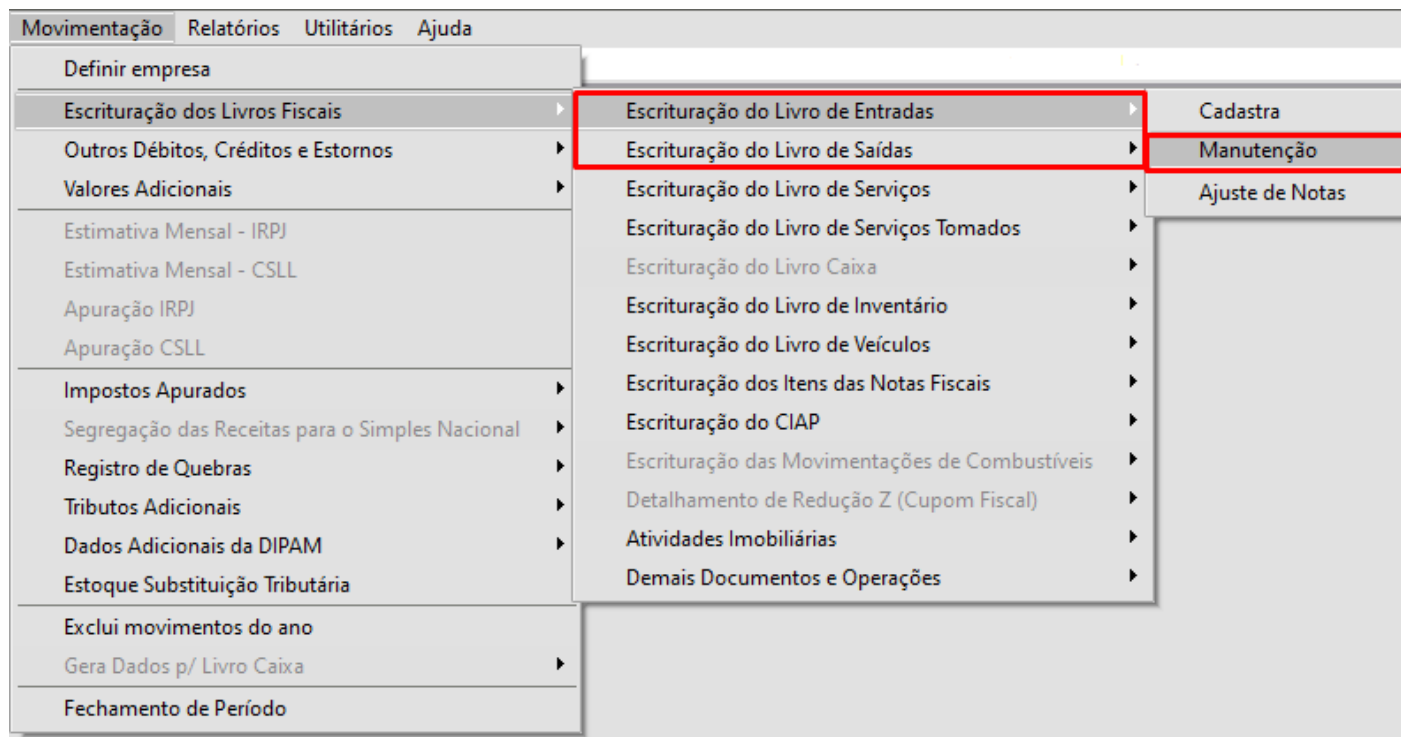 Movimentação Relatórios Utilitários Ajuda
Definir empresa
Escrituração dos Livros Fiscais
Outros Débitos, Créditos e Estornos
Valores Adicionais
Estimativa Mensal - IRPJ
Estimativa Mensal - CSLL
Apuração IRPJ
Apuração CSLL
Impostos Apurados
Segregação das Receitas para o Simples Nacional
Registro de Quebras
Tributos Adicionais
Dados Adicionais da DIPAM
Estoque Substituição Tributária
Exclui movimentos do ano
Gera Dados p/ Livro Caixa
Fechamento de Período
Escrituração do Livro de Entradas
Escrituração do Livro de Saídas
Escrituração do Livro de Serviços
Escrituração do Livro de Serviços Tomados
Escrituração do Livro Caixa
Escrituração do Livro de Inventário
Escrituração do Livro de Veículos
Escrituração dos Itens das Notas Fiscais
Escrituração do CIAP
Escrituração das Movimentações de Combustíveis
Detalhamento de Redução Z (Cupom Fiscal)
Atividades Imobiliárias
Demais Documentos e Operações
Cadastra
Manutenção
Ajuste de Notas